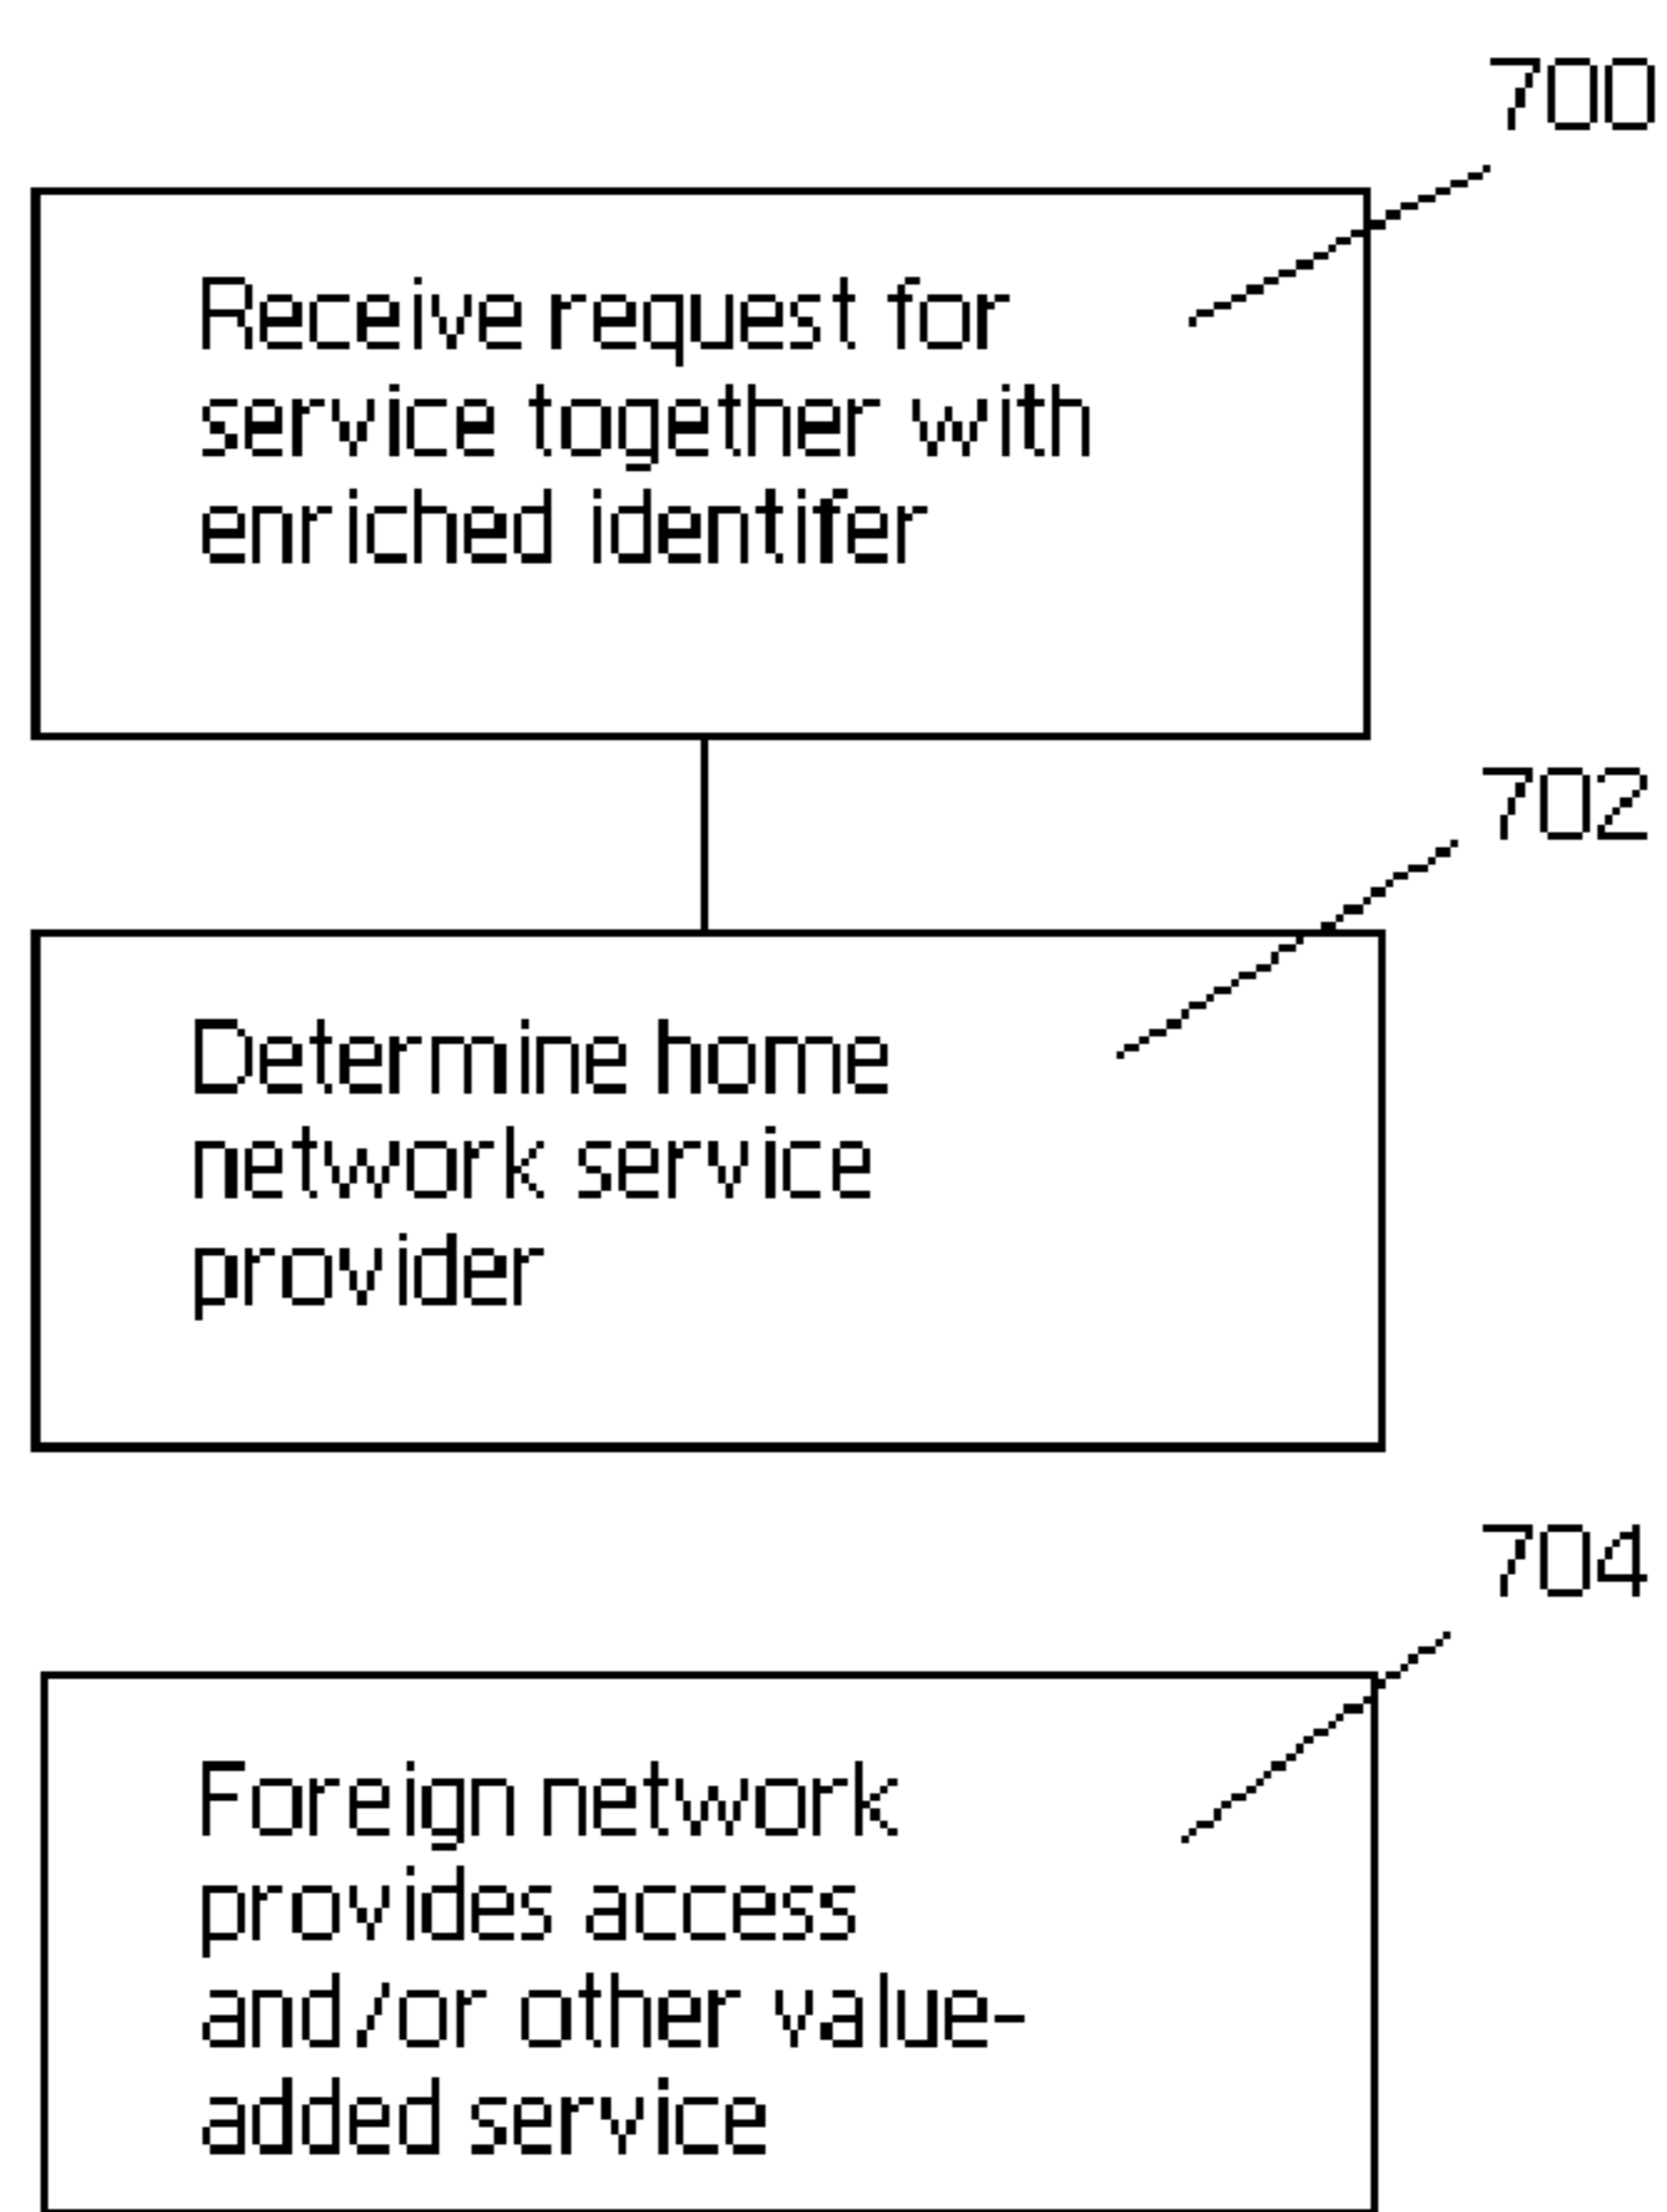 700
Receive request for
service together with
enriched identifer
702
Determine home
network service
provider
704
Foreign network
provides access
and/or other value-
added service